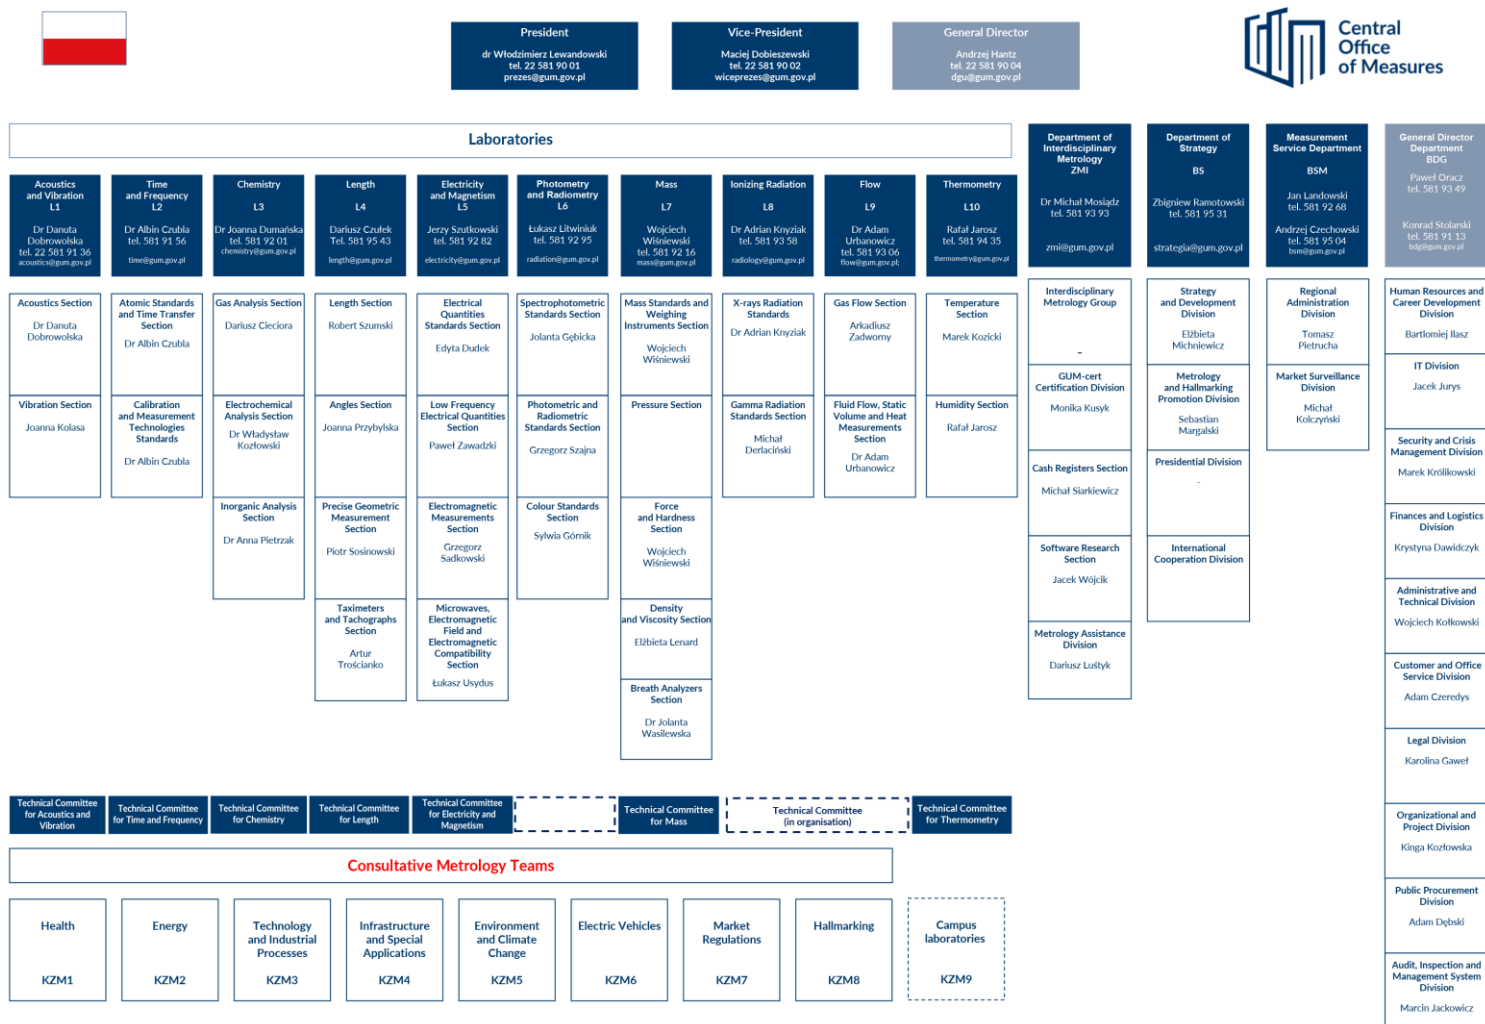 President
dr Włodzimierz Lewandowski
tel. 22 581 90 01
prezes@gum.gov.pl
Vice-President
Maciej Dobieszewski
tel. 22 581 90 02
wiceprezes@gum.gov.pl
General Director
Andrzej Hantz
tel. 22 581 90 04
dgu@gum.gov.pl
Central
Office
of Measures
Laboratories
Acoustics
and Vibration
L1
Dr Danuta
Dobrowolska
tel. 22 581 91 36
acoustics@gum.gov.pl
Time
and Frequency
L2
Dr Albin Czubla
tel. 581 91 56
time@gum.gov.pl
Chemistry
L3
Dr Joanna Dumańska
tel. 581 92 01
chemistry@gum.gov.pl
Length
L4
Dariusz Czułek
Tel. 581 95 43
length@gum.gov.pl
Electricity
and Magnetism
L5
Jerzy Szutkowski
tel. 581 92 82
electricity@gum.gov.pl
Photometry
and Radiometry
L6
Łukasz Litwiniuk
tel. 581 92 95
radiation@gum.gov.pl
Mass
L7
Wojciech
Wiśniewski
tel. 581 92 16
mass@gum.gov.pl
Ionizing Radiation
L8
Dr Adrian Knyziak
tel. 581 93 58
radiology@gum.gov.pl
Flow
L9
Dr Adam
Urbanowicz
tel. 581 93 06
flow@gum.gov.pl;
Thermometry
L10
Rafał Jarosz
tel. 581 94 35
thermometry@gum.gov.pl
Department of
Interdisciplinary
Metrology
ZMI
Dr Michał Mosiądz
tel. 581 93 93
zmi@gum.gov.pl
Department of
Strategy
BS
Zbigniew Ramotowski
tel. 581 95 31
strategia@gum.gov.pl
Measurement
Service Department
BSM
Jan Landowski
tel. 581 92 68
Andrzej Czechowski
tel. 581 95 04
bsm@gum.gov.pl
General Director
Department
BDG
Paweł Oracz
tel. 581 93 49
Konrad Stolarski
tel. 581 91 13
bdg@gum.gov.pl
Acoustics Section
Dr Danuta
Dobrowolska
Vibration Section
Joanna Kolasa
Atomic Standards
and Time Transfer
Section
Dr Albin Czubla
Calibration
and Measurement
Technologies
Standards
Dr Albin Czubla
Gas Analysis Section
Dariusz Cieciora
Electrochemical
Analysis Section
Dr Władysław
Kozłowski
Inorganic Analysis
Section
Dr Anna Pietrzak
Length Section
Robert Szumski
Angles Section
Joanna Przybylska
Precise Geometric
Measurement
Section
Piotr Sosinowski
Taximeters
and Tachographs
Section
Artur
Trościanko
Electrical
Quantities
Standards Section
Edyta Dudek
Low Frequency
Electrical Quantities
Section
Paweł Zawadzki
Electromagnetic
Measurements
Section
Grzegorz
Sadkowski
Microwaves,
Electromagnetic
Field and
Electromagnetic
Compatibility
Section
Łukasz Usydus
Spectrophotometric
Standards Section
Jolanta Gębicka
Photometric and
Radiometric
Standards Section
Grzegorz Szajna
Colour Standards
Section
Sylwia Górnik
Mass Standards and
Weighing
Instruments Section
Wojciech
Wiśniewski
Pressure Section
Force
and Hardness
Section
Wojciech
Wiśniewski
Density
and Viscosity Section
Elżbieta Lenard
Breath Analyzers
Section
Dr Jolanta
Wasilewska
X-rays Radiation
Standards
Dr Adrian Knyziak
Gamma Radiation
Standards Section
Michał
Derlaciński
Gas Flow Section
Arkadiusz
Zadworny
Fluid Flow, Static
Volume and Heat
Measurements
Section
Dr Adam
Urbanowicz
Temperature
Section
Marek Kozicki
Humidity Section
Rafał Jarosz
Interdisciplinary
Metrology Group
-
GUM-cert
Certification Division
Monika Kusyk
Cash Registers Section
Michał Siarkiewicz
Software Research
Section
Jacek Wójcik
Metrology Assistance
Division
Dariusz Luśtyk
Strategy
and Development
Division
Elżbieta
Michniewicz
Metrology
and Hallmarking
Promotion Division
Sebastian
Margalski
Presidential Division
-
International
Cooperation Division
Regional
Administration
Division
Tomasz
Pietrucha
Market Surveillance
Division
Michał
Kolczyński
Human Resources and
Career Development
Division
Bartłomiej Ilasz
IT Division
Jacek Jurys
Security and Crisis
Management Division
Marek Królikowski
Finances and Logistics
Division
Krystyna Dawidczyk
Administrative and
Technical Division
Wojciech Kołkowski
Customer and Office
Service Division
Adam Czeredys
Legal Division
Karolina Gaweł
Organizational and
Project Division
Kinga Kozłowska
Public Procurement
Division
Adam Dębski
Audit, Inspection and
Management System
Division
Marcin Jackowicz
Technical Committee
for Acoustics and
Vibration
Technical Committee
for Time and Frequency
Technical Committee
for Chemistry
Technical Committee
for Length
Technical Committee
for Electricity and
Magnetism
Technical Committee
for Mass
Technical Committee
(in organisation)
Technical Committee
for Thermometry
Consultative Metrology Teams
Health
KZM1
Energy
KZM2
Technology
and Industrial
Processes
KZM3
Infrastructure
and Special
Applications
KZM4
Environment
and Climate
Change
KZM5
Electric Vehicles
KZM6
Market
Regulations
KZM7
Hallmarking
KZM8
Campus
laboratories
KZM9